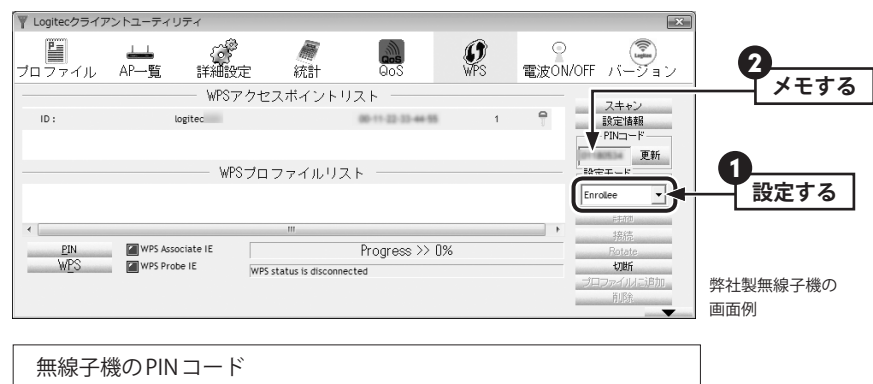 Logitecクライアントユーティリティ
プロファイル AP一覧 詳細設定 統計 QoS WPS 電波ON/OFF バージョン
WPSアクセスポイントリスト
ID : logitec 1
スキャン
設定情報
PINコード
更新
2
メモする
WPSプロファイルリスト
設定モード
Enrollee
1
設定する
詳細
接続
PIN WPS Associate IE Progress >> 0%
Rotate
WPS WPS Probe IE WPS status is disconnected
切断
プロファイルに追加
削除
弊社製無線子機の
画面例
無線子機のPINコード